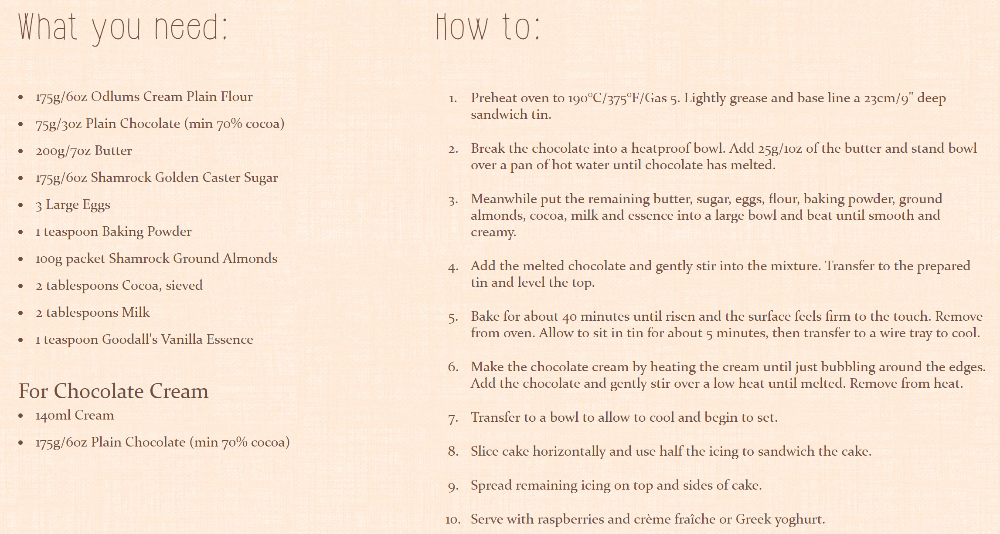 What you need:
• 175g/6oz Odlums Cream Plain Flour
• 75g/3oz Plain Chocolate (min 70% cocoa)
• 200g/7oz Butter
• 175g/6oz Shamrock Golden Caster Sugar
• 3 Large Eggs
• 1 teaspoon Baking Powder
• 100g packet Shamrock Ground Almonds
• 2 tablespoons Cocoa, sieved
• 2 tablespoons Milk
• 1 teaspoon Goodall's Vanilla Essence
For Chocolate Cream
• 140ml Cream
• 175g/6oz Plain Chocolate (min 70% cocoa)
How to:
1. Preheat oven to 190°C/375°F/Gas 5. Lightly grease and base line a 23cm/9" deep
sandwich tin.
2. Break the chocolate into a heatproof bowl. Add 25g/1oz of the butter and stand bowl
over a pan of hot water until chocolate has melted.
3. Meanwhile put the remaining butter, sugar, eggs, flour, baking powder, ground
almonds, cocoa, milk and essence into a large bowl and beat until smooth and
creamy.
4. Add the melted chocolate and gently stir into the mixture. Transfer to the prepared
tin and level the top.
5. Bake for about 40 minutes until risen and the surface feels firm to the touch. Remove
from oven. Allow to sit in tin for about 5 minutes, then transfer to a wire tray to cool.
6. Make the chocolate cream by heating the cream until just bubbling around the edges.
Add the chocolate and gently stir over a low heat until melted. Remove from heat.
7. Transfer to a bowl to allow to cool and begin to set.
8. Slice cake horizontally and use half the icing to sandwich the cake.
9. Spread remaining icing on top and sides of cake.
10. Serve with raspberries and crème fraîche or Greek yoghurt.